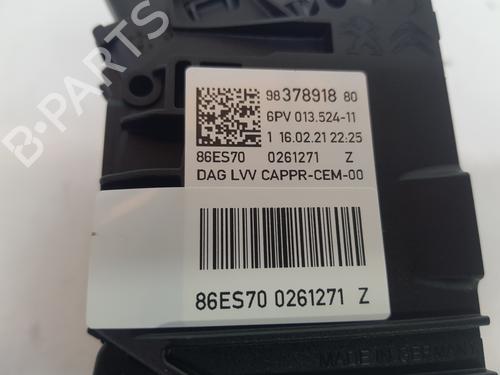 98 378918 80
6PV 013.524-11
1 16.02.21 22:25
86ES70 0261271 Z
DAG LVV CAPPR-CEM-00
86ES70 0261271 Z
MADE IN GERMANY